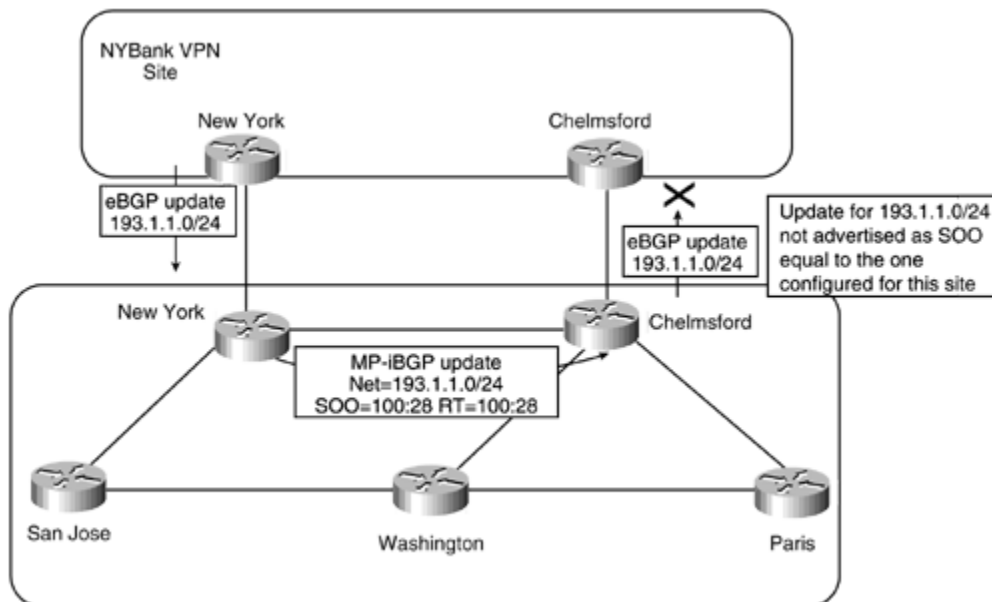 NYBank VPN
Site
New York
Chelmsford
eBGP update
193.1.1.0/24
eBGP update
193.1.1.0/24
Update for 193.1.1.0/24
not advertised as SOO
equal to the one
configured for this site
New York
Chelmsford
MP-iBGP update
Net=193.1.1.0/24
SOO=100:28 RT=100:28
San Jose
Washington
Paris